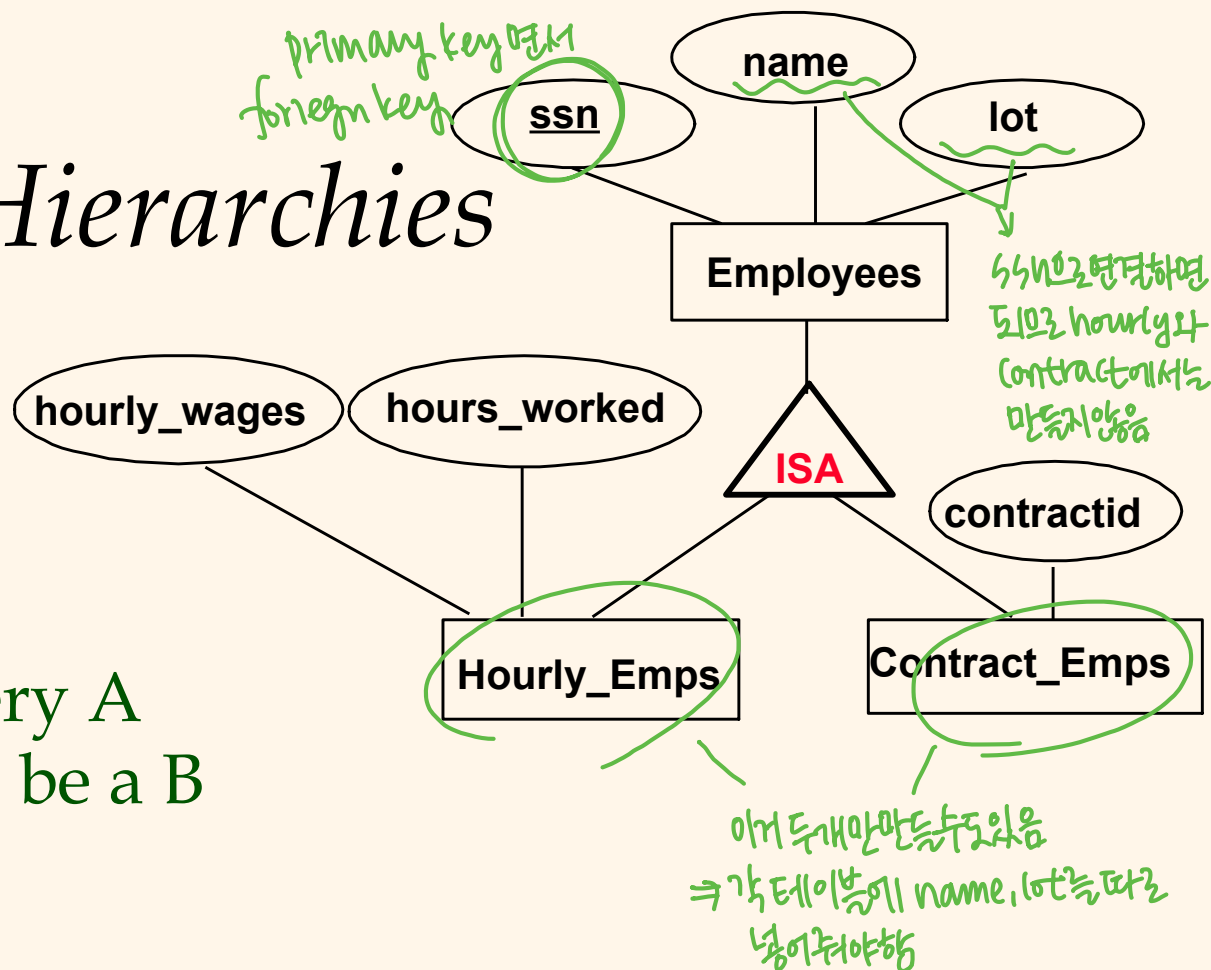 primary key면서
foriegn key
ssn
name
lot
Hierarchies
Employees
ssn으로연결하면
되므로 hourly와
contract에서는
만들지않음
hourly_wages
hours_worked
ISA
contractid
Hourly_Emps
Contract_Emps
ery A
be a B
이거 두개만만들수도있음
⇒ 각 테이블에 name, lot를 따로
넣어줘야함